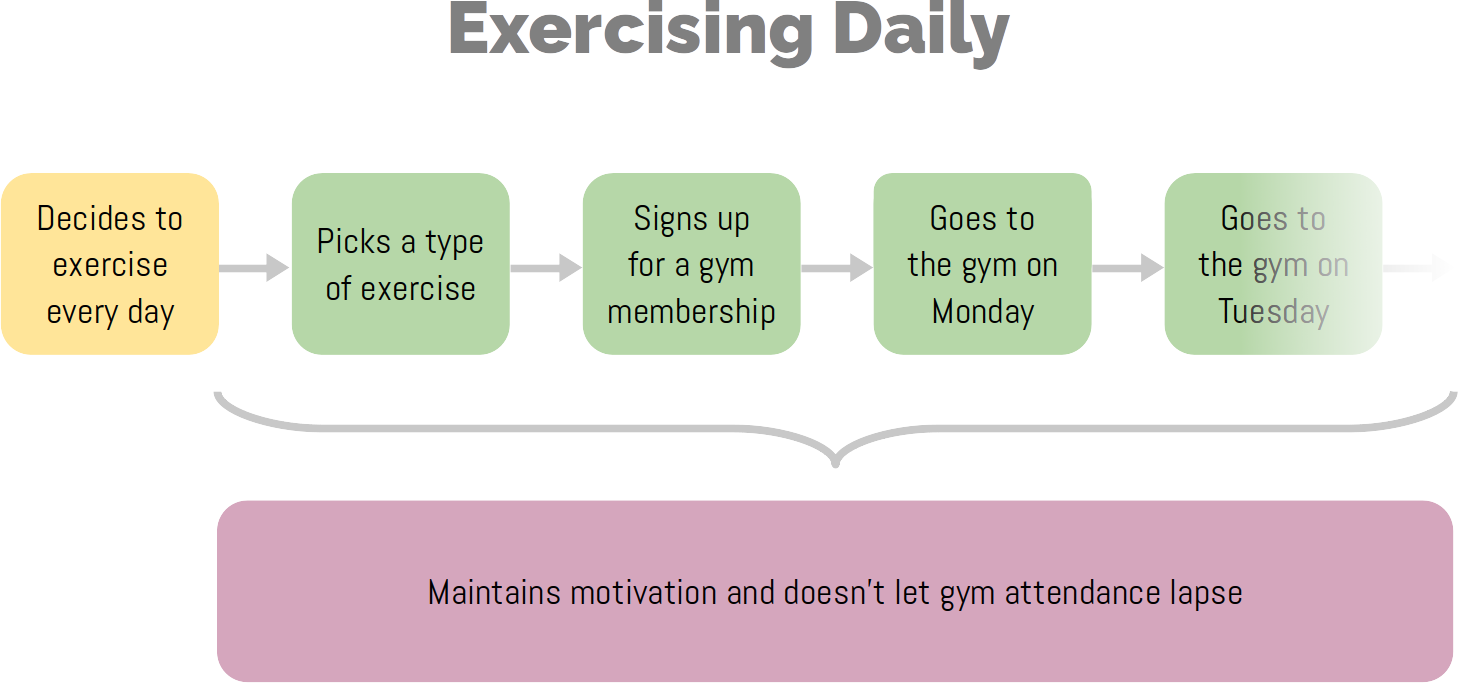 Exercising Daily
Decides to
exercise
every day
Picks a type
of exercise
Signs up
for a gym
membership
Goes to
the gym on
Monday
Goes to
the gym on
Tuesday
Maintains motivation and doesn't let gym attendance lapse